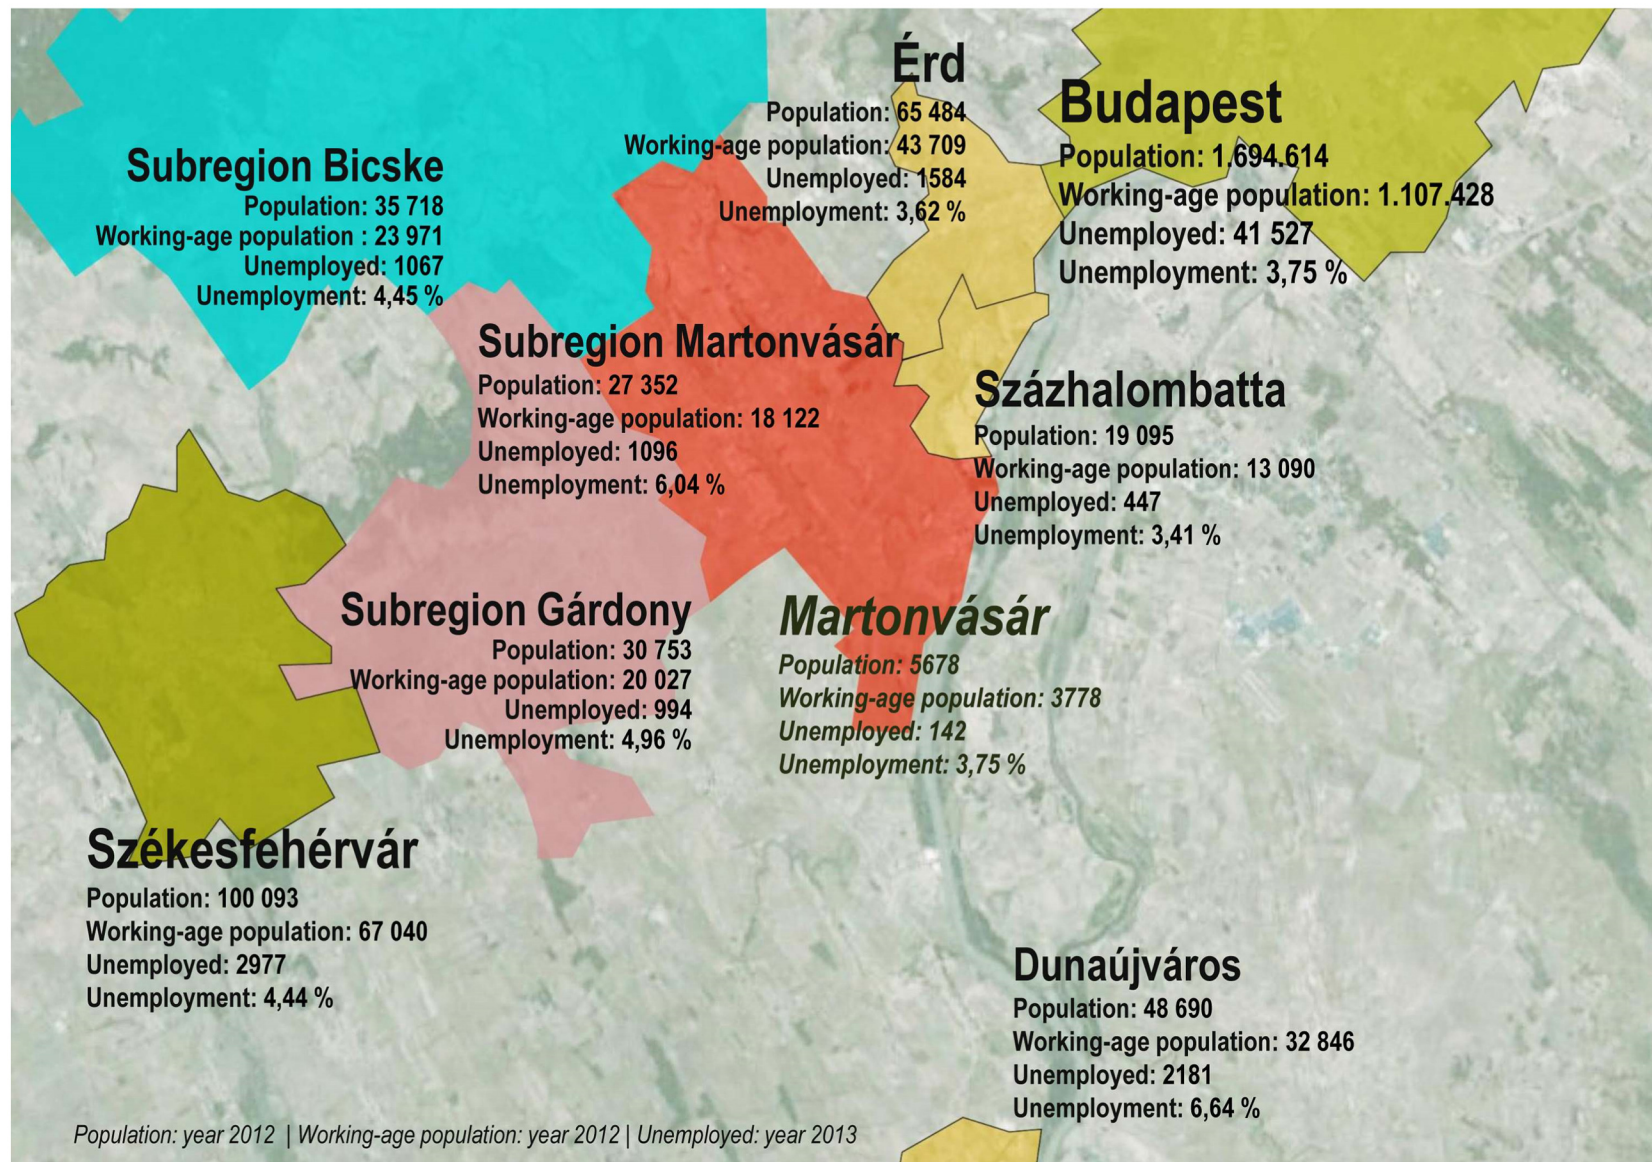 Érd
Population: 65 484
Working-age population: 43 709
Unemployed: 1584
Unemployment: 3,62 %
Budapest
Population: 1.694.614
Working-age population: 1.107.428
Unemployed: 41 527
Unemployment: 3,75 %
Subregion Bicske
Population: 35 718
Working-age population : 23 971
Unemployed: 1067
Unemployment: 4,45 %
Subregion Martonvásár
Population: 27 352
Working-age population: 18 122
Unemployed: 1096
Unemployment: 6,04 %
Százhalombatta
Population: 19 095
Working-age population: 13 090
Unemployed: 447
Unemployment: 3,41 %
Subregion Gárdony
Population: 30 753
Working-age population: 20 027
Unemployed: 994
Unemployment: 4,96 %
Martonvásár
Population: 5678
Working-age population: 3778
Unemployed: 142
Unemployment: 3,75 %
Székesfehérvár
Population: 100 093
Working-age population: 67 040
Unemployed: 2977
Unemployment: 4,44 %
Dunaújváros
Population: 48 690
Working-age population: 32 846
Unemployed: 2181
Unemployment: 6,64 %
Population: year 2012 | Working-age population: year 2012 | Unemployed: year 2013